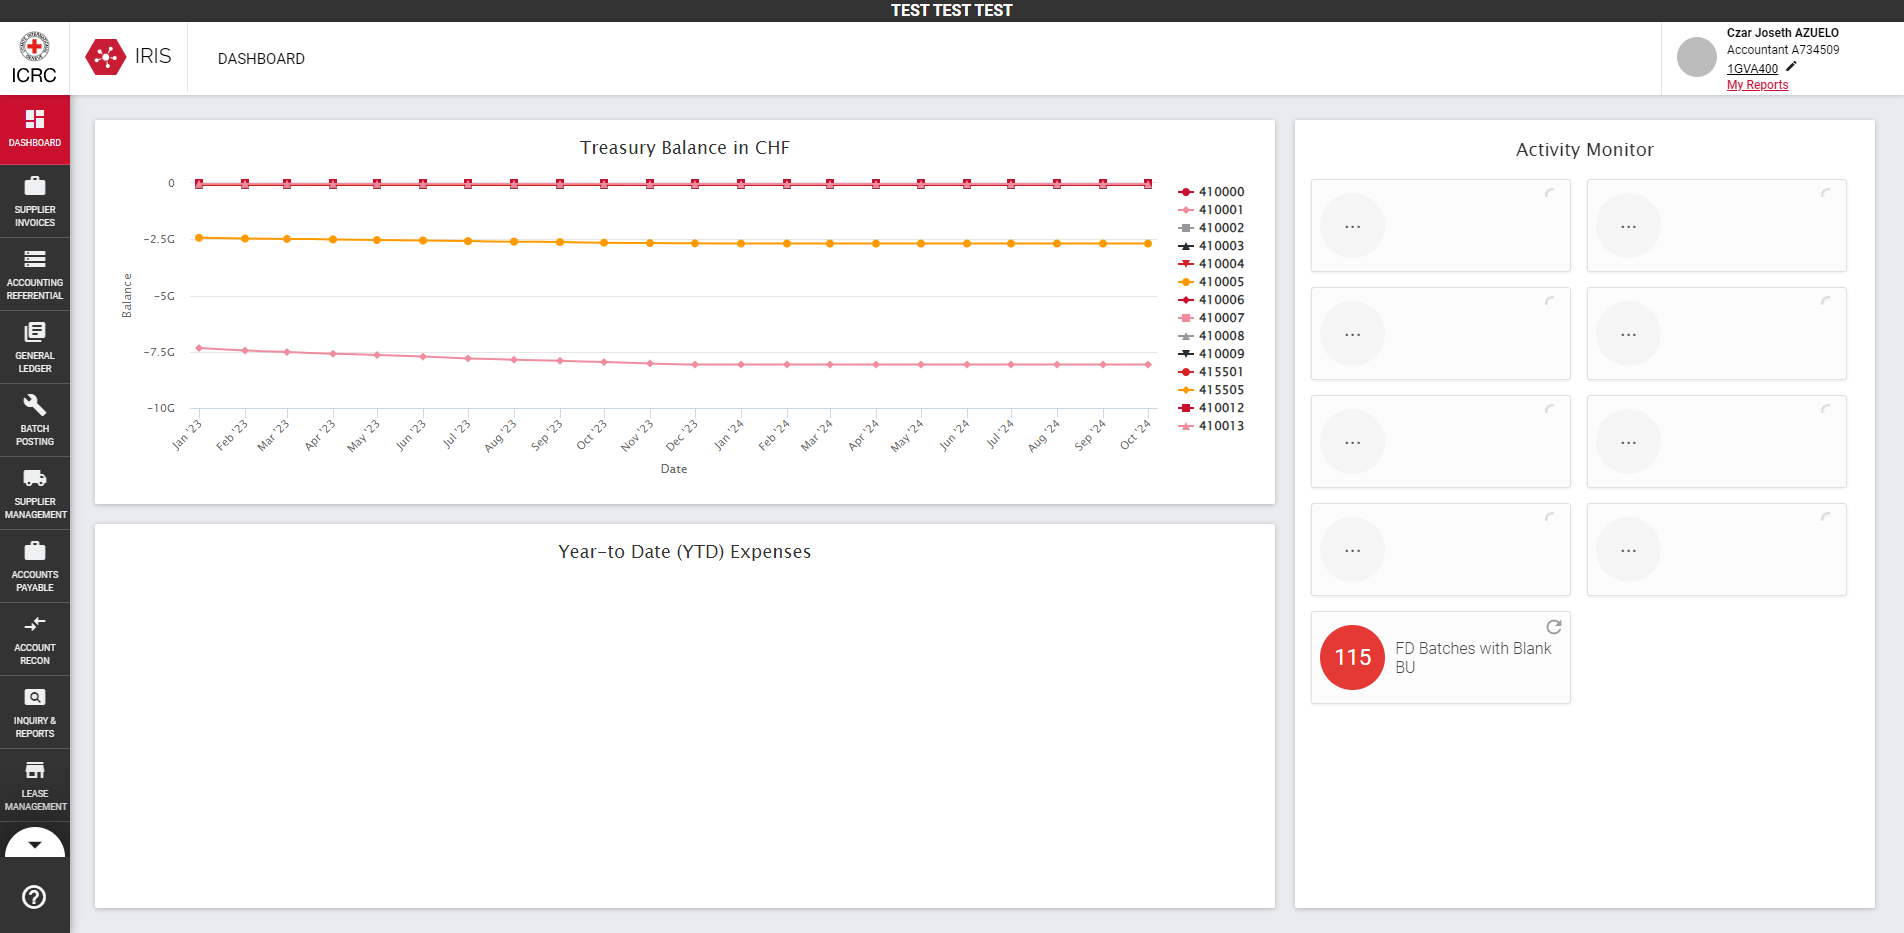 TEST TEST TEST
ICRC
IRIS
DASHBOARD
Czar Joseth AZUELO
Accountant A734509
1GVA400
My Reports
DASHBOARD
SUPPLIER
INVOICES
ACCOUNTING
REFERENTIAL
GENERAL
LEDGER
BATCH
POSTING
SUPPLIER
MANAGEMENT
ACCOUNTS
PAYABLE
ACCOUNT
RECON
INQUIRY &
REPORTS
LEASE
MANAGEMENT
Treasury Balance in CHF
Balance
0
−2.5G
−5G
−7.5G
−10G
Jan '23
Feb '23
Mar '23
Apr '23
May '23
Jun '23
Jul '23
Aug '23
Sep '23
Oct '23
Nov '23
Dec '23
Jan '24
Feb '24
Mar '24
Apr '24
May '24
Jun '24
Jul '24
Aug '24
Sep '24
Oct '24
Date
410000
410001
410002
410003
410004
410005
410006
410007
410008
410009
415501
415505
410012
410013
Year-to Date (YTD) Expenses
Activity Monitor
...
...
...
...
...
...
...
...
115
FD Batches with Blank
BU